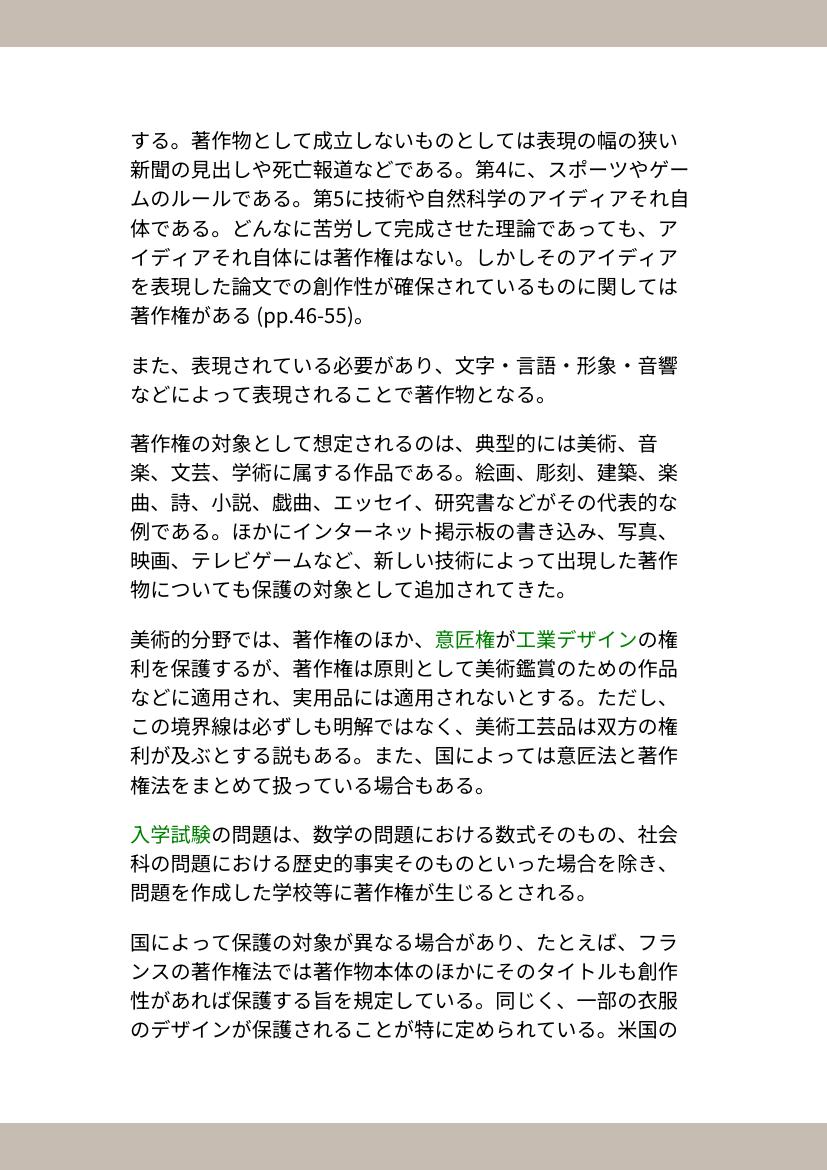 する。著作物として成立しないものとしては表現の幅の狭い
新聞の見出しや死亡報道などである。第4に、スポーツやゲー
ムのルールである。第5に技術や自然科学のアイディアそれ自
体である。どんなに苦労して完成させた理論であっても、ア
イディアそれ自体には著作権はない。しかしそのアイディア
を表現した論文での創作性が確保されているものに関しては
著作権がある (pp.46-55)。
また、表現されている必要があり、文字・言語・形象・音響
などによって表現されることで著作物となる。
著作権の対象として想定されるのは、典型的には美術、音
楽、文芸、学術に属する作品である。絵画、彫刻、建築、楽
曲、詩、小説、戯曲、エッセイ、研究書などがその代表的な
例である。ほかにインターネット掲示板の書き込み、写真、
映画、テレビゲームなど、新しい技術によって出現した著作
物についても保護の対象として追加されてきた。
美術的分野では、著作権のほか、意匠権が工業デザインの権
利を保護するが、著作権は原則として美術鑑賞のための作品
などに適用され、実用品には適用されないとする。ただし、
この境界線は必ずしも明解ではなく、美術工芸品は双方の権
利が及ぶとする説もある。また、国によっては意匠法と著作
権法をまとめて扱っている場合もある。
入学試験の問題は、数学の問題における数式そのもの、社会
科の問題における歴史的事実そのものといった場合を除き、
問題を作成した学校等に著作権が生じるとされる。
国によって保護の対象が異なる場合があり、たとえば、フラ
ンスの著作権法では著作物本体のほかにそのタイトルも創作
性があれば保護する旨を規定している。同じく、一部の衣服
のデザインが保護されることが特に定められている。米国の